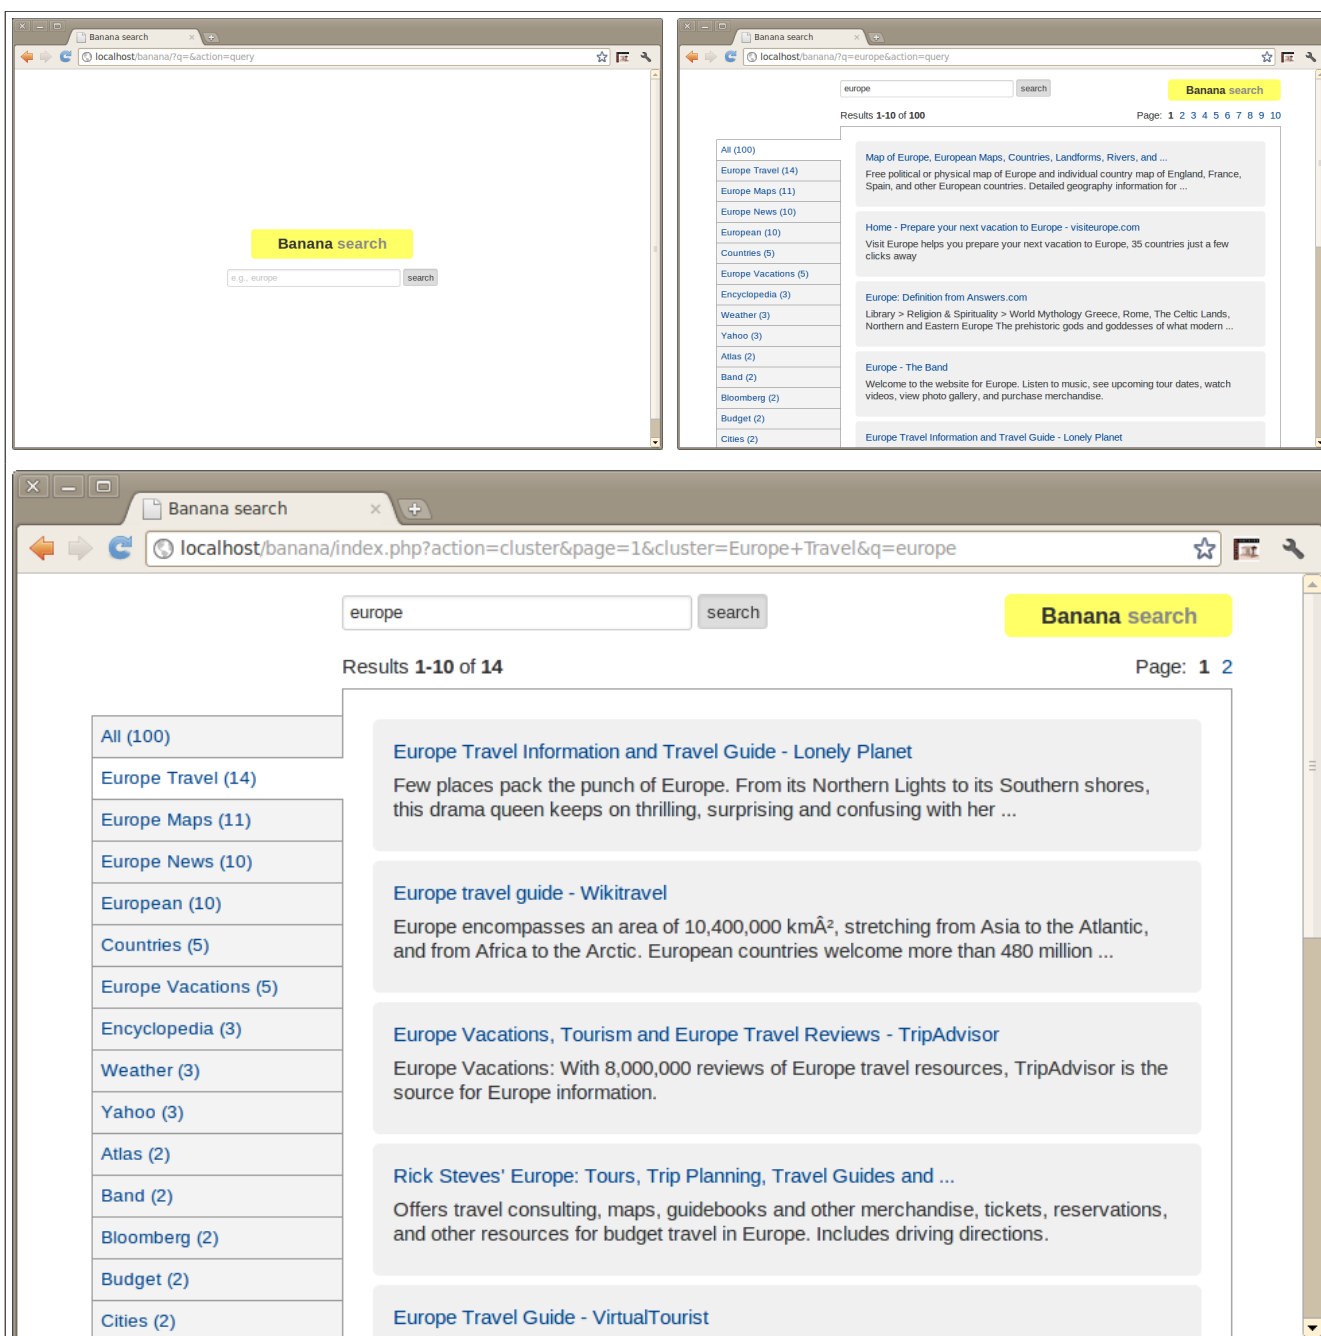 Banana search
localhost/banana/?q=&action=query
Banana search
e.g., europe
search
Banana search
localhost/banana/?q=europe&action=query
europe
search
Banana search
Results 1-10 of 100
Page: 1 2 3 4 5 6 7 8 9 10
All (100)
Europe Travel (14)
Europe Maps (11)
Europe News (10)
European (10)
Countries (5)
Europe Vacations (5)
Encyclopedia (3)
Weather (3)
Yahoo (3)
Atlas (2)
Band (2)
Bloomberg (2)
Budget (2)
Cities (2)
Map of Europe, European Maps, Countries, Landforms, Rivers, and ...
Free political or physical map of Europe and individual country map of England, France,
Spain, and other European countries. Detailed geography information for ...
Home - Prepare your next vacation to Europe - visiteurope.com
Visit Europe helps you prepare your next vacation to Europe, 35 countries just a few
clicks away
Europe: Definition from Answers.com
Library > Religion & Spirituality > World Mythology Greece, Rome, The Celtic Lands,
Northern and Eastern Europe The prehistoric gods and goddesses of what modern ...
Europe - The Band
Welcome to the website for Europe. Listen to music, see upcoming tour dates, watch
videos, view photo gallery, and purchase merchandise.
Europe Travel Information and Travel Guide - Lonely Planet
Banana search
localhost/banana/index.php?action=cluster&page=1&cluster=Europe+Travel&q=europe
europe
search
Banana search
Results 1-10 of 14
Page: 1 2
All (100)
Europe Travel (14)
Europe Maps (11)
Europe News (10)
European (10)
Countries (5)
Europe Vacations (5)
Encyclopedia (3)
Weather (3)
Yahoo (3)
Atlas (2)
Band (2)
Bloomberg (2)
Budget (2)
Cities (2)
Europe Travel Information and Travel Guide - Lonely Planet
Few places pack the punch of Europe. From its Northern Lights to its Southern shores,
this drama queen keeps on thrilling, surprising and confusing with her ...
Europe travel guide - Wikitravel
Europe encompasses an area of 10,400,000 kmÂ², stretching from Asia to the Atlantic,
and from Africa to the Arctic. European countries welcome more than 480 million ...
Europe Vacations, Tourism and Europe Travel Reviews - TripAdvisor
Europe Vacations: With 8,000,000 reviews of Europe travel resources, TripAdvisor is the
source for Europe information.
Rick Steves' Europe: Tours, Trip Planning, Travel Guides and ...
Offers travel consulting, maps, guidebooks and other merchandise, tickets, reservations,
and other resources for budget travel in Europe. Includes driving directions.
Europe Travel Guide - VirtualTourist